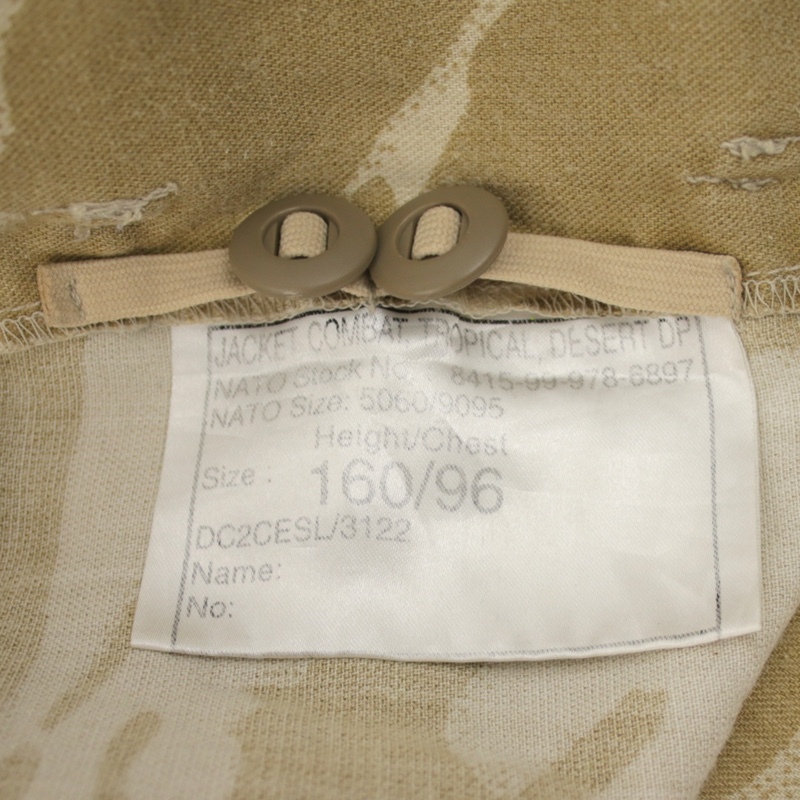 JACKET COMBAT, TROPICAL, DESERT DP
NATO Stock No. 8415-99-978-6897
NATO Size: 5060/9095
Height/Chest
Size: 160/96
DC2CESL/3122
Name:
No: